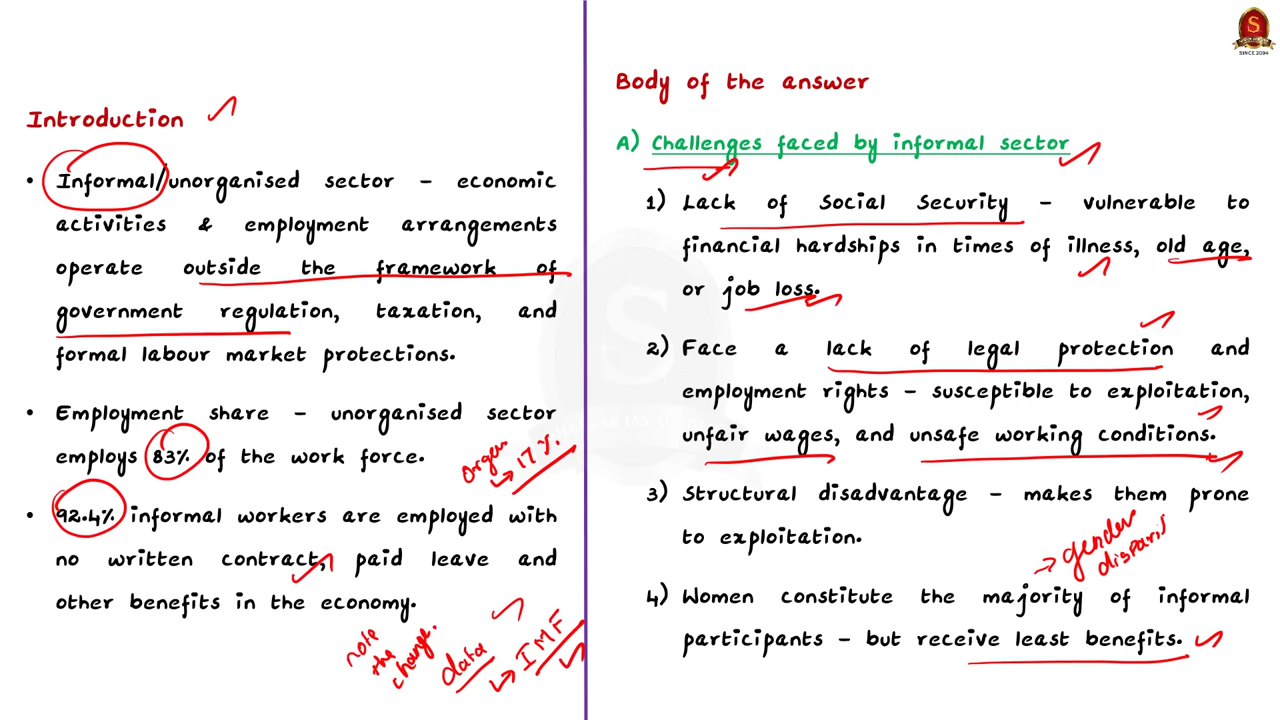 Introduction
• Informal/unorganised sector – economic
activities & employment arrangements
operate outside the framework of
government regulation, taxation, and
formal labour market protections.
• Employment share – unorganised sector
employs 83% of the work force.
organ
→ 17%.
• 92.4% informal workers are employed with
no written contract, paid leave and
other benefits in the economy.
note
the
change.
data
→ IMF
Body of the answer
A) Challenges faced by informal sector
1) Lack of Social Security – vulnerable to
financial hardships in times of illness, old age,
or job loss.
2) Face a lack of legal protection and
employment rights – susceptible to exploitation,
unfair wages, and unsafe working conditions.
3) Structural disadvantage – makes them prone
to exploitation.
→ gender
4) Women constitute the majority of informal
participants – but receive least benefits.
S
SINCE 2004